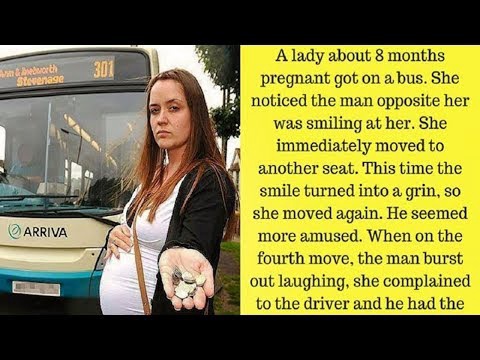 Stevenage
301
ARRIVA
A lady about 8 months
pregnant got on a bus. She
noticed the man opposite her
was smiling at her. She
immediately moved to
another seat. This time the
smile turned into a grin, so
she moved again. He seemed
more amused. When on the
fourth move, the man burst
out laughing, she complained
to the driver and he had the